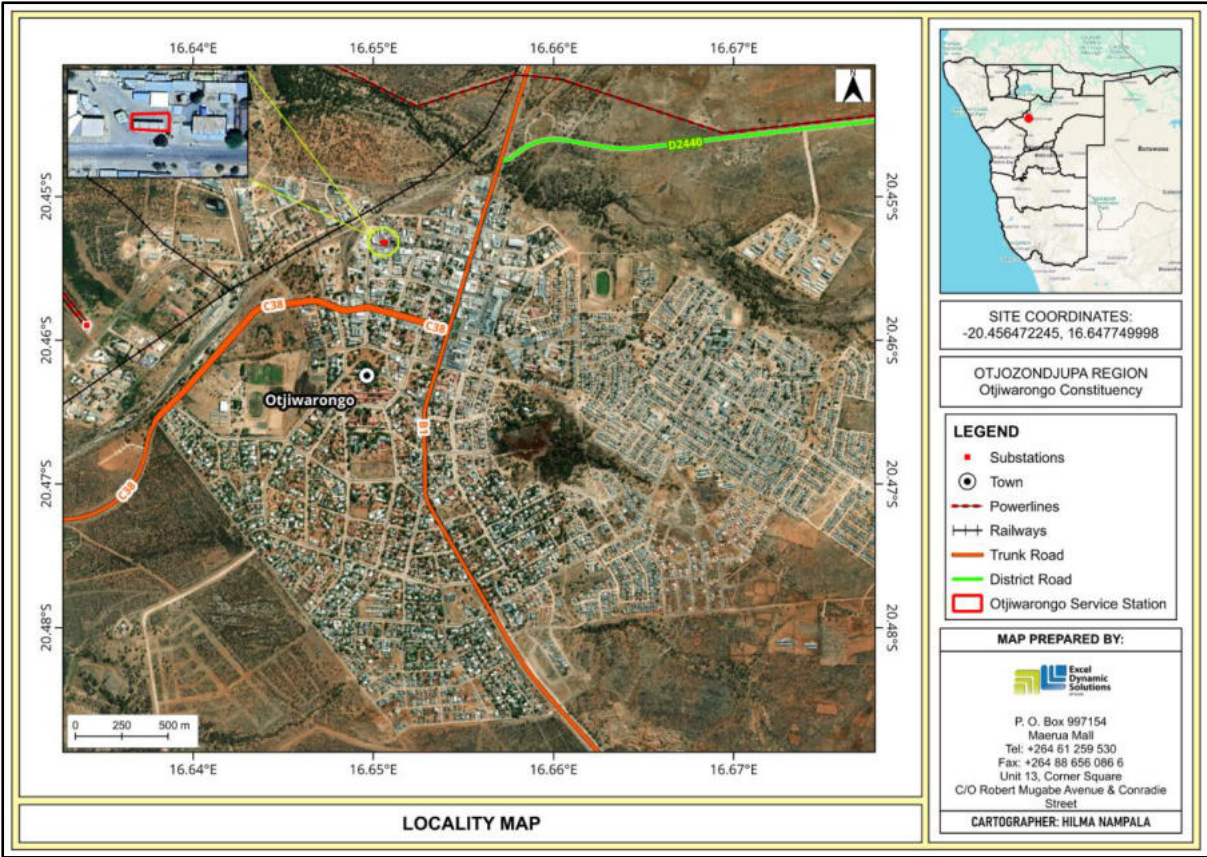 16.64°E
16.65°E
16.66°E
16.67°E
N
D2440
20.45°S
20.45°S
C38
C38
20.46°S
20.46°S
Otjiwarongo
B1
C38
20.47°S
20.47°S
20.48°S
20.48°S
0 250 500 m
16.64°E
16.65°E
16.66°E
16.67°E
LOCALITY MAP
Botswana
SITE COORDINATES:
-20.456472245, 16.647749998
OTJOZONDJUPA REGION
Otjiwarongo Constituency
LEGEND
Substations
Town
Powerlines
Railways
Trunk Road
District Road
Otjiwarongo Service Station
MAP PREPARED BY:
Excel
Dynamic
Solutions
P. O. Box 997154
Maerua Mall
Tel: +264 61 259 530
Fax: +264 88 656 086 6
Unit 13, Corner Square
C/O Robert Mugabe Avenue & Conradie
Street
CARTOGRAPHER: HILMA NAMPALA